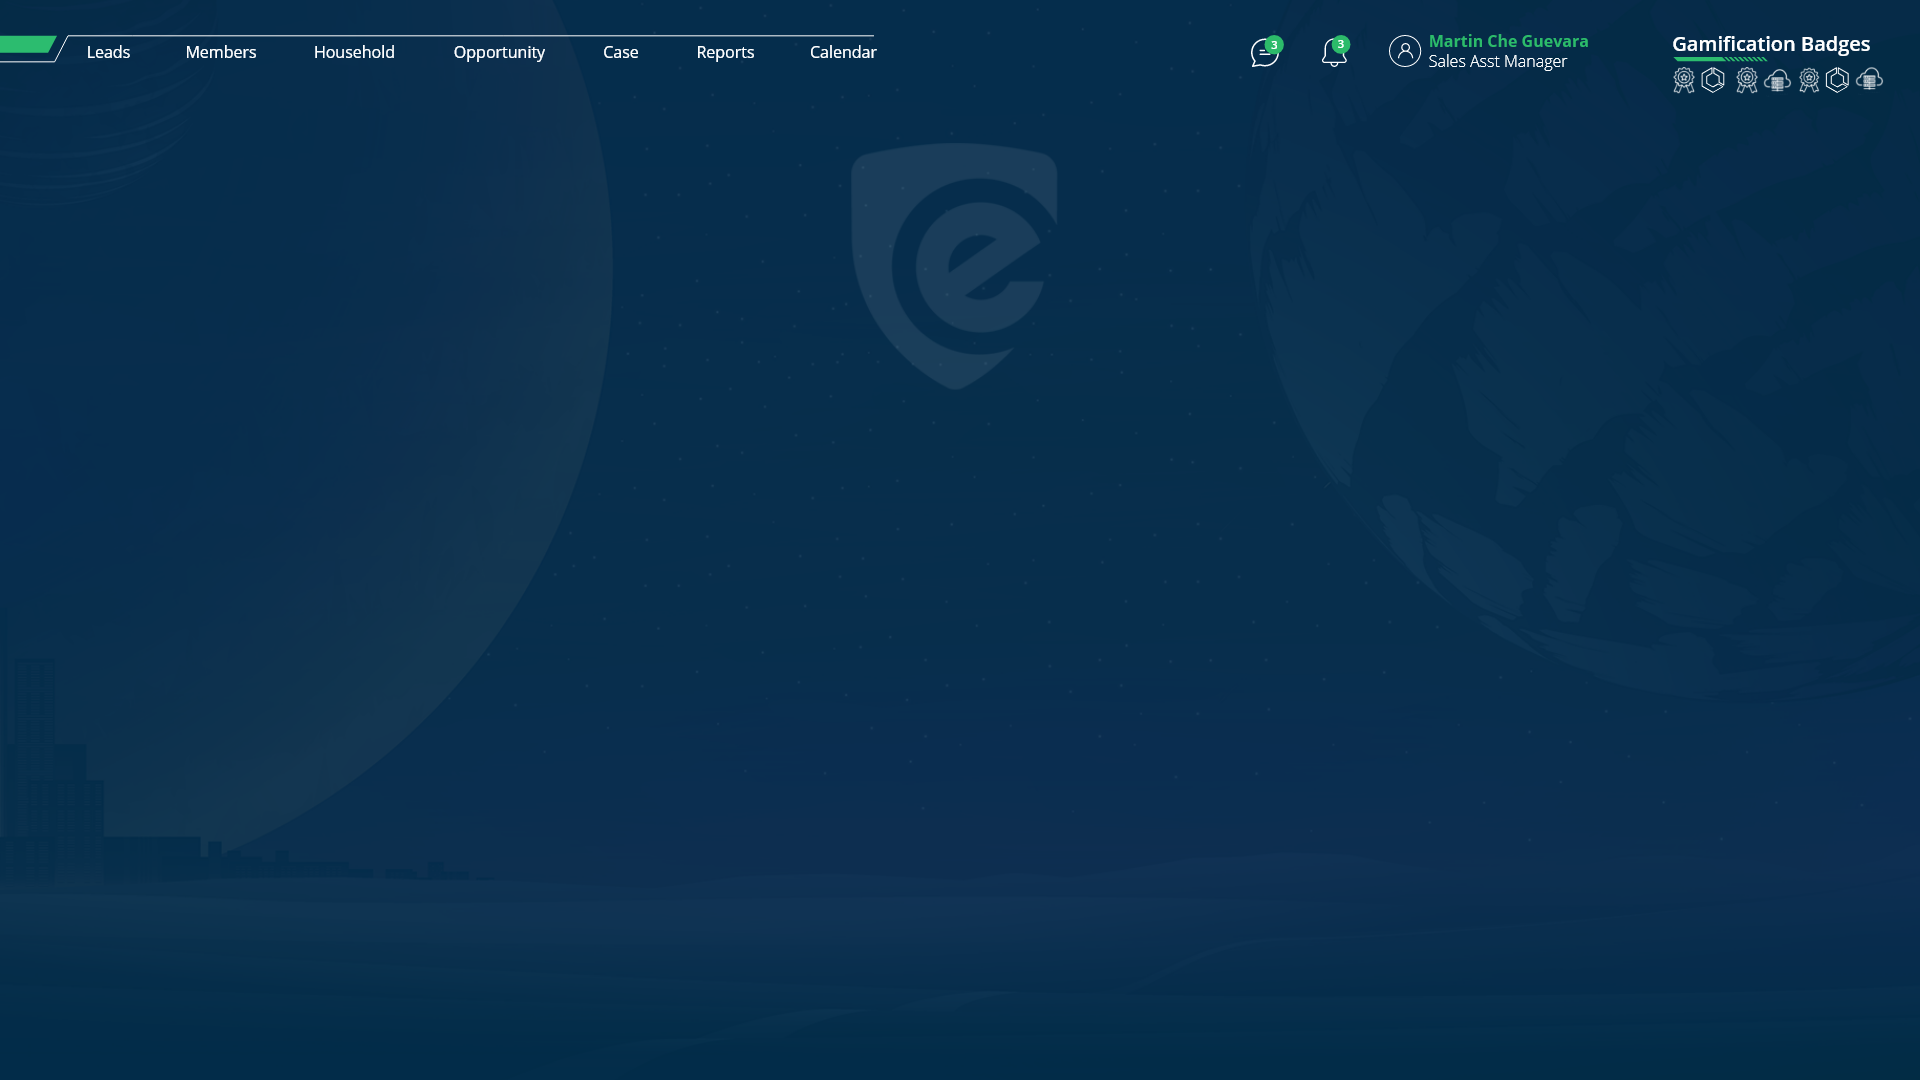 Leads
Members
Household
Opportunity
Case
Reports
Calendar
3
3
Martin Che Guevara
Sales Asst Manager
Gamification Badges
e